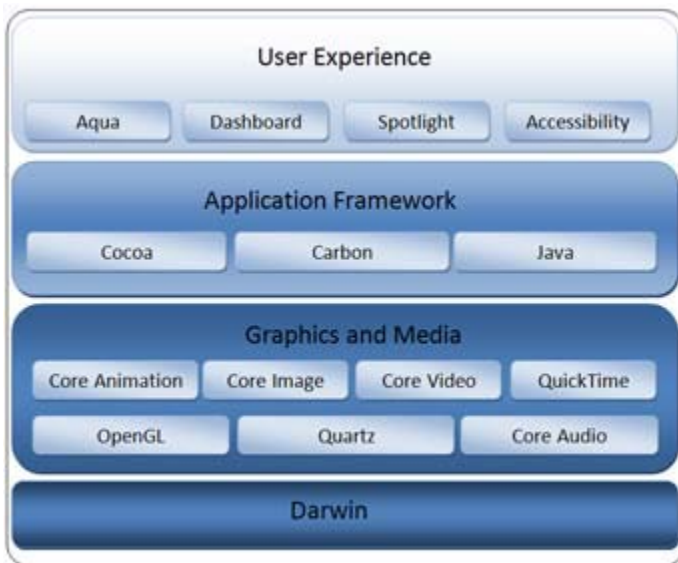 User Experience
Aqua Dashboard Spotlight Accessibility
Application Framework
Cocoa Carbon Java
Graphics and Media
Core Animation Core Image Core Video QuickTime
OpenGL Quartz Core Audio
Darwin